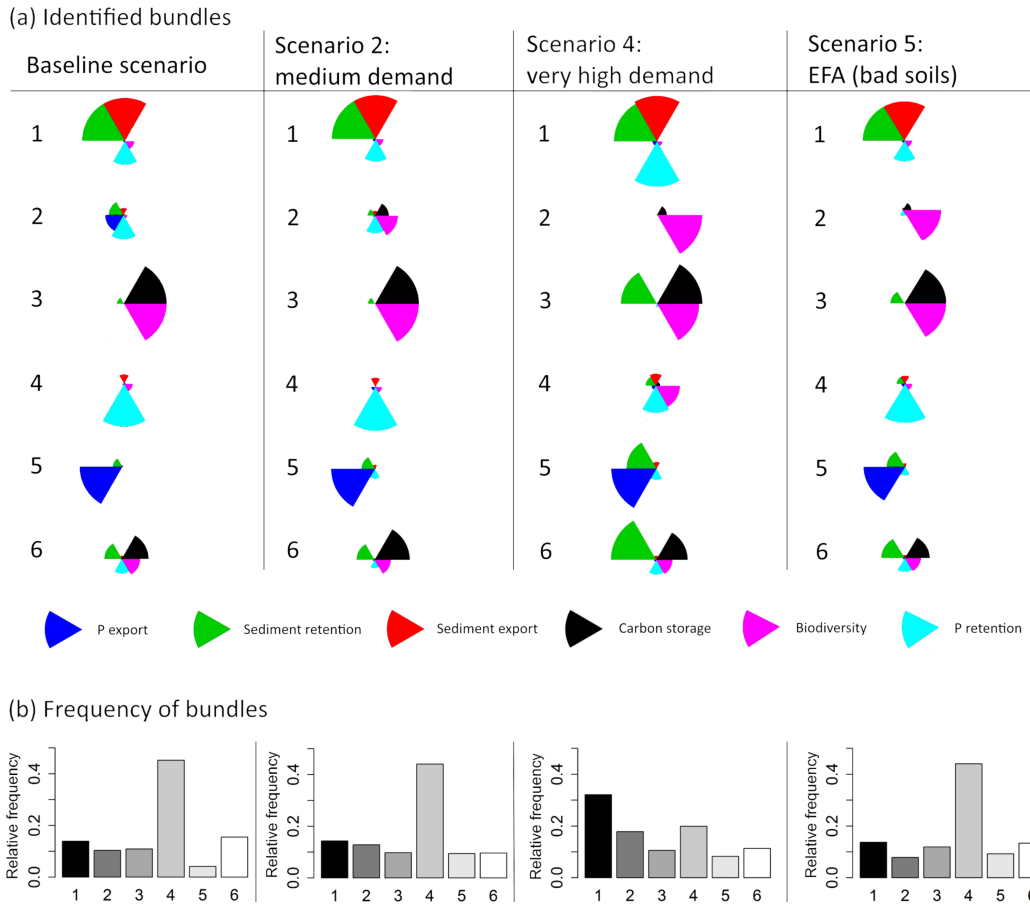 (a) Identified bundles
Baseline scenario
Scenario 2:
medium demand
Scenario 4:
very high demand
Scenario 5:
EFA (bad soils)
1 1 1 1
2 2 2 2
3 3 3 3
4 4 4 4
5 5 5 5
6 6 6 6
P export Sediment retention Sediment export Carbon storage Biodiversity P retention
(b) Frequency of bundles
Relative frequency
0.0 0.2 0.4
1 2 3 4 5 6
Relative frequency
0.0 0.2 0.4
1 2 3 4 5 6
Relative frequency
0.0 0.2 0.4
1 2 3 4 5 6
Relative frequency
0.0 0.2 0.4
1 2 3 4 5 6